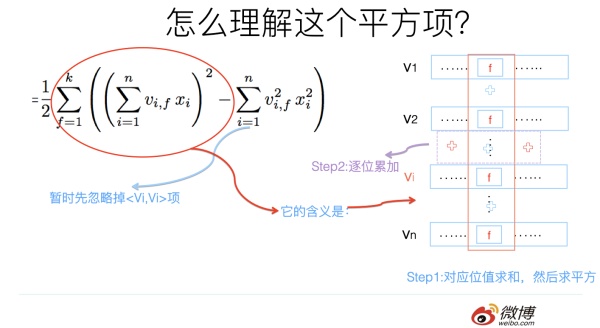 怎么理解这个平方项？
= \frac{1}{2} \sum_{f=1}^{k} \left( \left( \sum_{i=1}^{n} v_{i,f} x_i \right)^2 - \sum_{i=1}^{n} v_{i,f}^2 x_i^2 \right)
V1 ...... f ......
V2 ...... f ......
Step2:逐位累加
Vi ...... f ......
暂时先忽略掉<Vi,Vi>项
它的含义是:
Vn ...... f ......
Step1:对应位值求和，然后求平方
微博
weibo.com